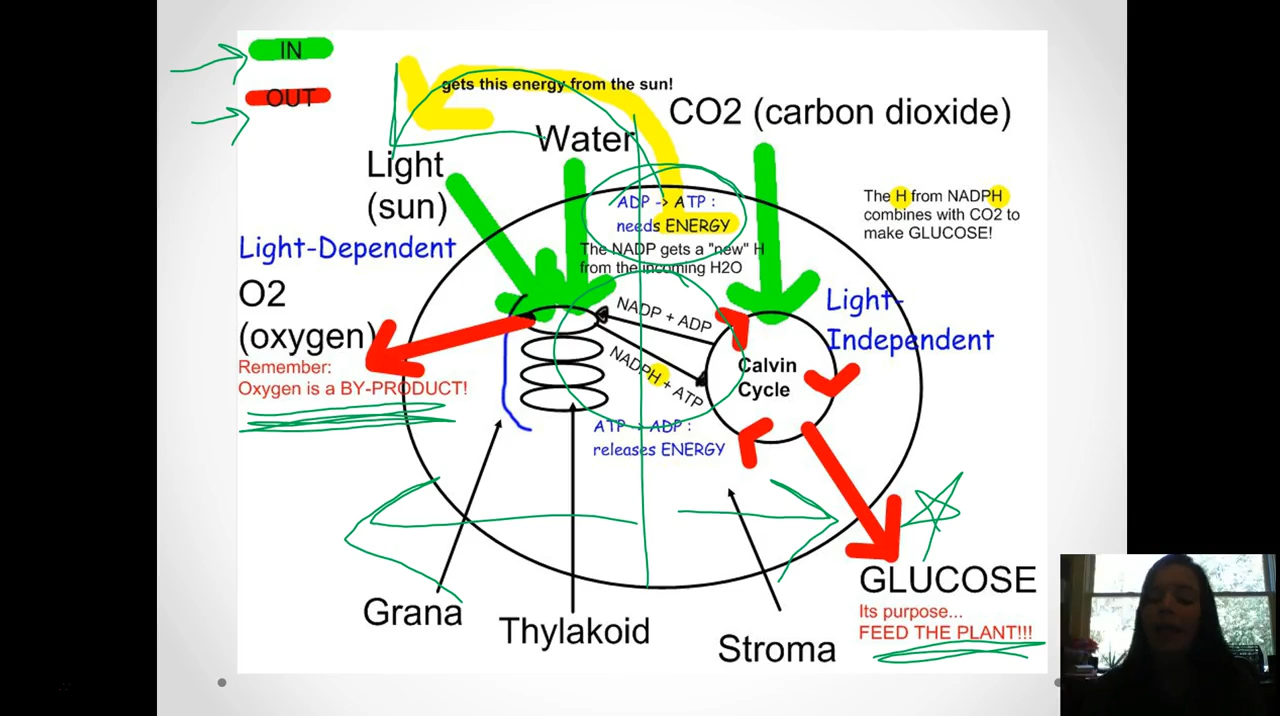 IN
OUT
gets this energy from the sun!
CO2 (carbon dioxide)
Water
Light
(sun)
ADP -> ATP :
needs ENERGY
The H from NADPH
combines with CO2 to
make GLUCOSE!
Light-Dependent
The NADP gets a "new" H
from the incoming H2O
O2
(oxygen)
Remember:
Oxygen is a BY-PRODUCT!
NADP + ADP
NADPH + ATP
Light-
Independent
Calvin
Cycle
ATP -> ADP :
releases ENERGY
Grana
Thylakoid
Stroma
GLUCOSE
Its purpose...
FEED THE PLANT!!!